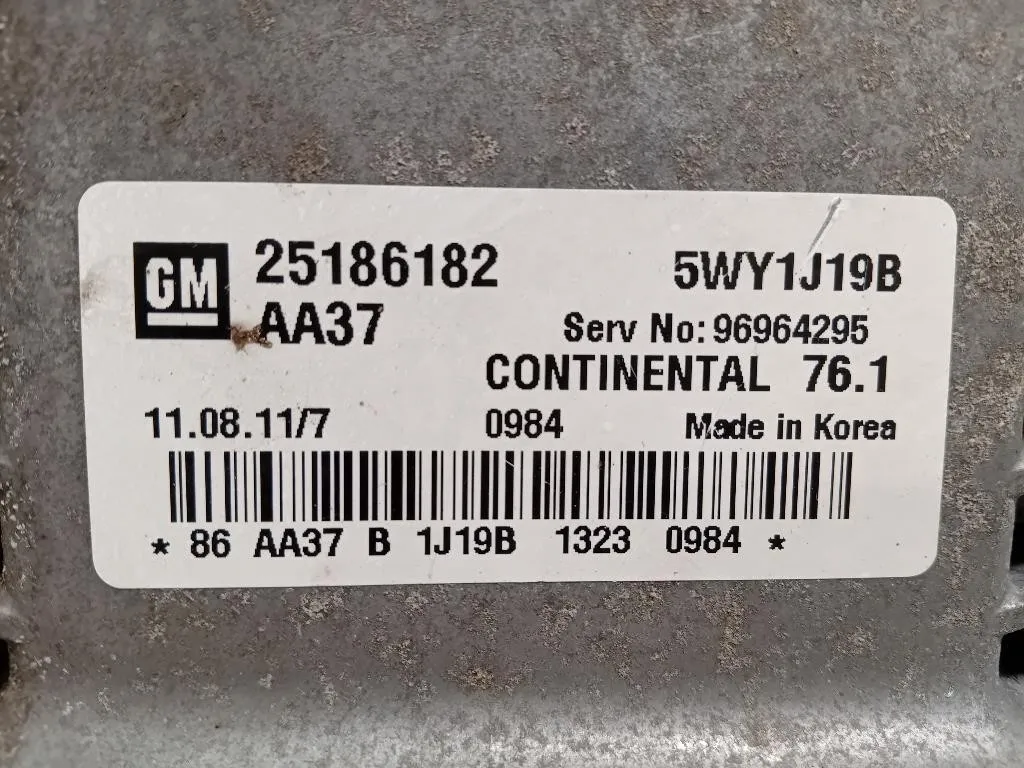 GM 25186182 5WY1J19B
AA37 Serv No: 96964295
CONTINENTAL 76.1
11.08.11/7 0984 Made in Korea
* 86 AA37 B 1J19B 1323 0984 *